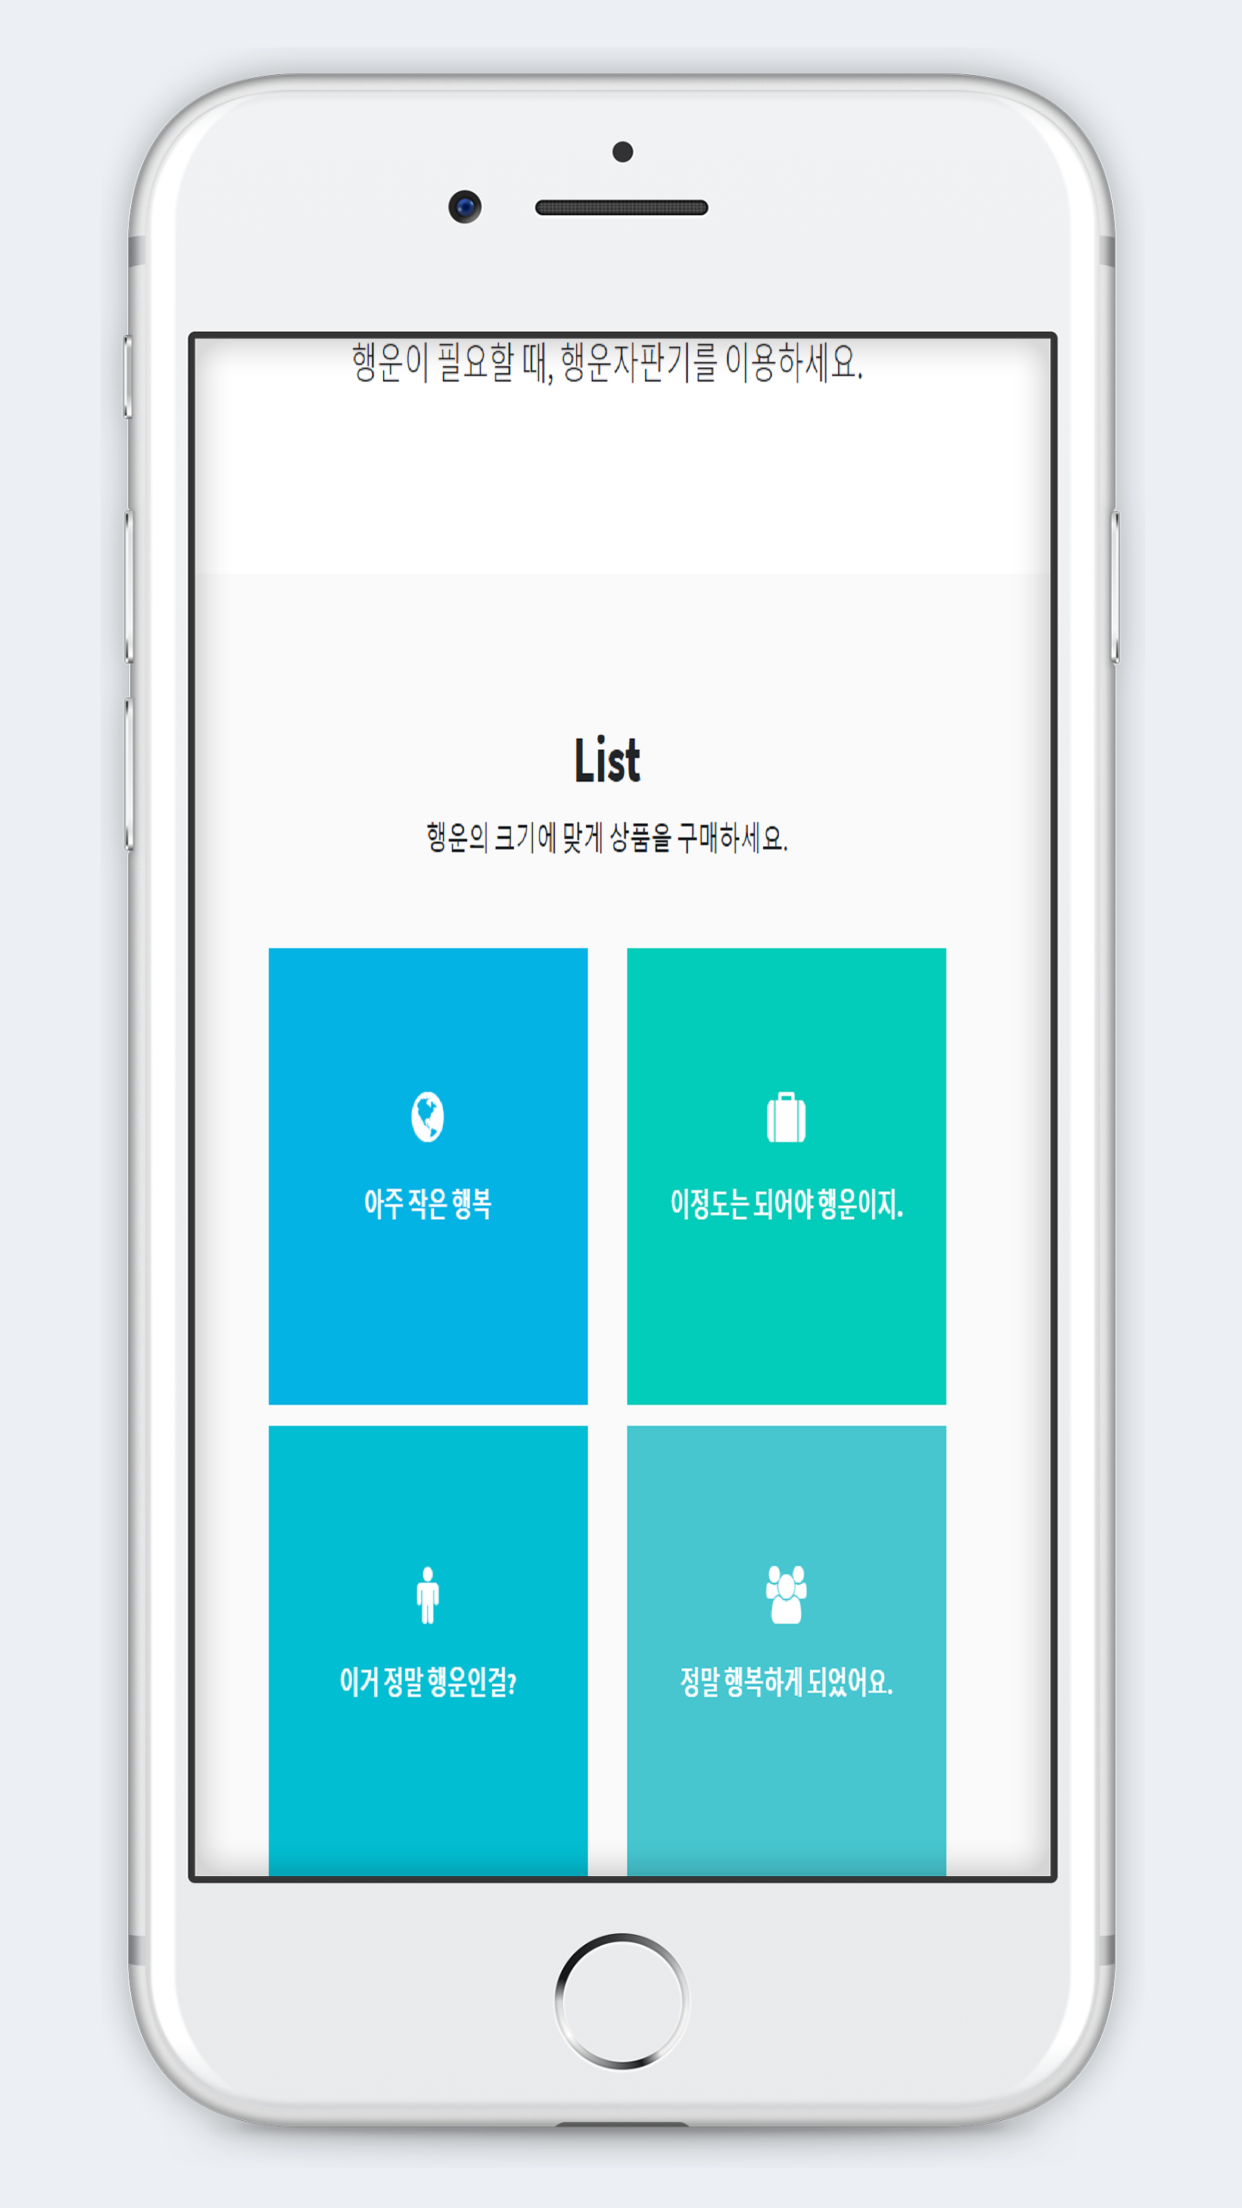 행운이 필요할 때, 행운자판기를 이용하세요.
List
행운의 크기에 맞게 상품을 구매하세요.
아주 작은 행복
이정도는 되어야 행운이지.
이거 정말 행운인걸?
정말 행복하게 되었어요.